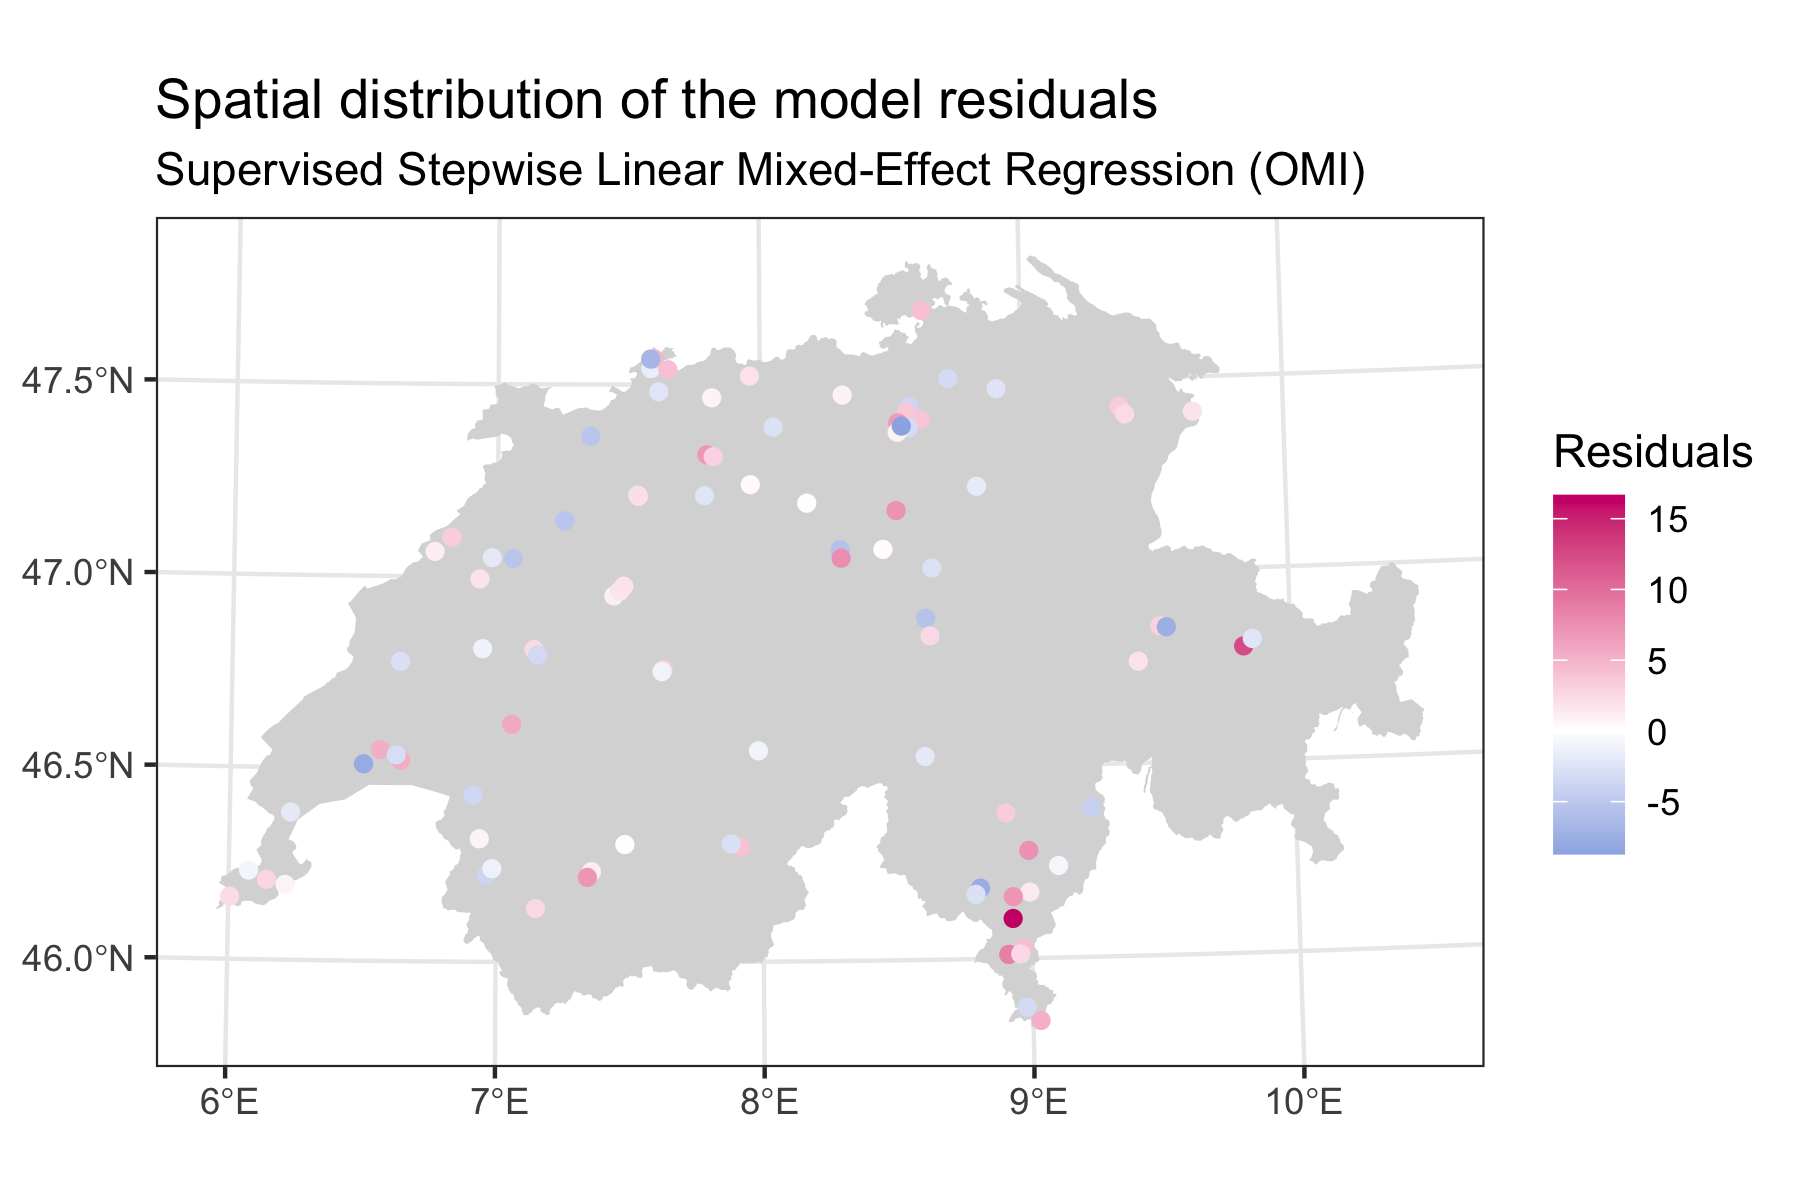 Spatial distribution of the model residuals
Supervised Stepwise Linear Mixed-Effect Regression (OMI)
47.5°N
47.0°N
46.5°N
46.0°N
6°E
7°E
8°E
9°E
10°E
Residuals
15
10
5
0
-5